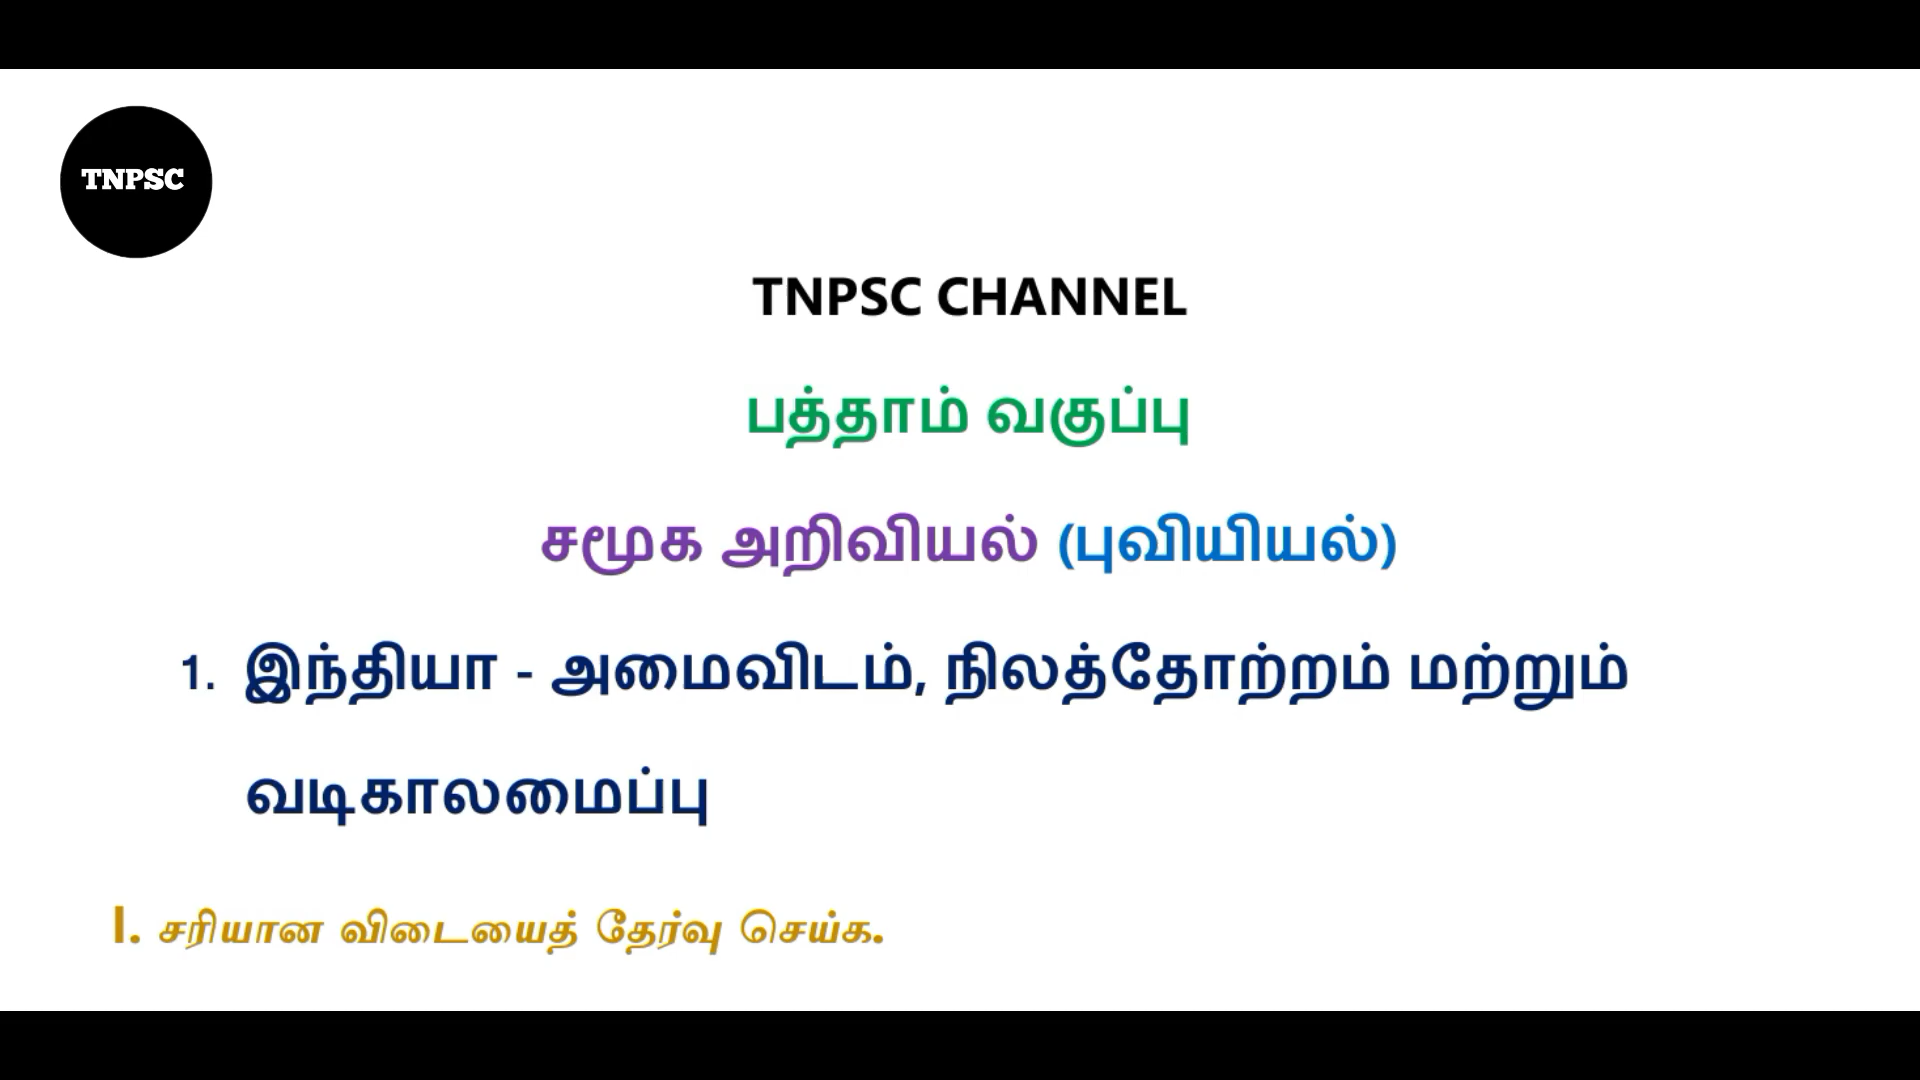 TNPSC
TNPSC CHANNEL
பத்தாம் வகுப்பு
சமூக அறிவியல் (புவியியல்)
1. இந்தியா - அமைவிடம், நிலத்தோற்றம் மற்றும்
வடிகாலமைப்பு
I. சரியான விடையைத் தேர்வு செய்க.